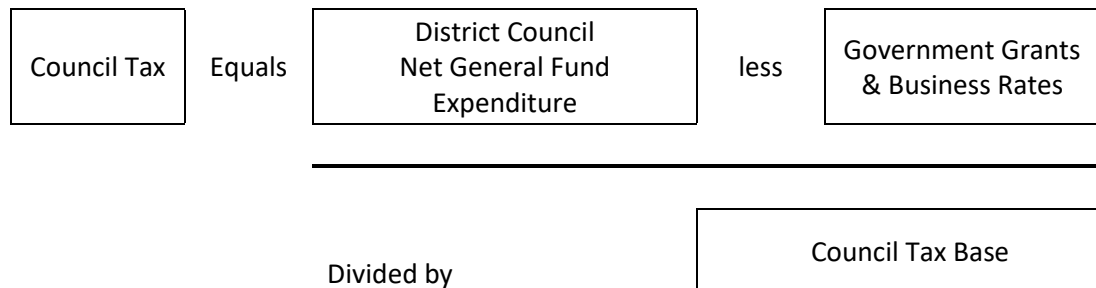 Council Tax
Equals
District Council
Net General Fund
Expenditure
less
Government Grants
& Business Rates
Divided by
Council Tax Base